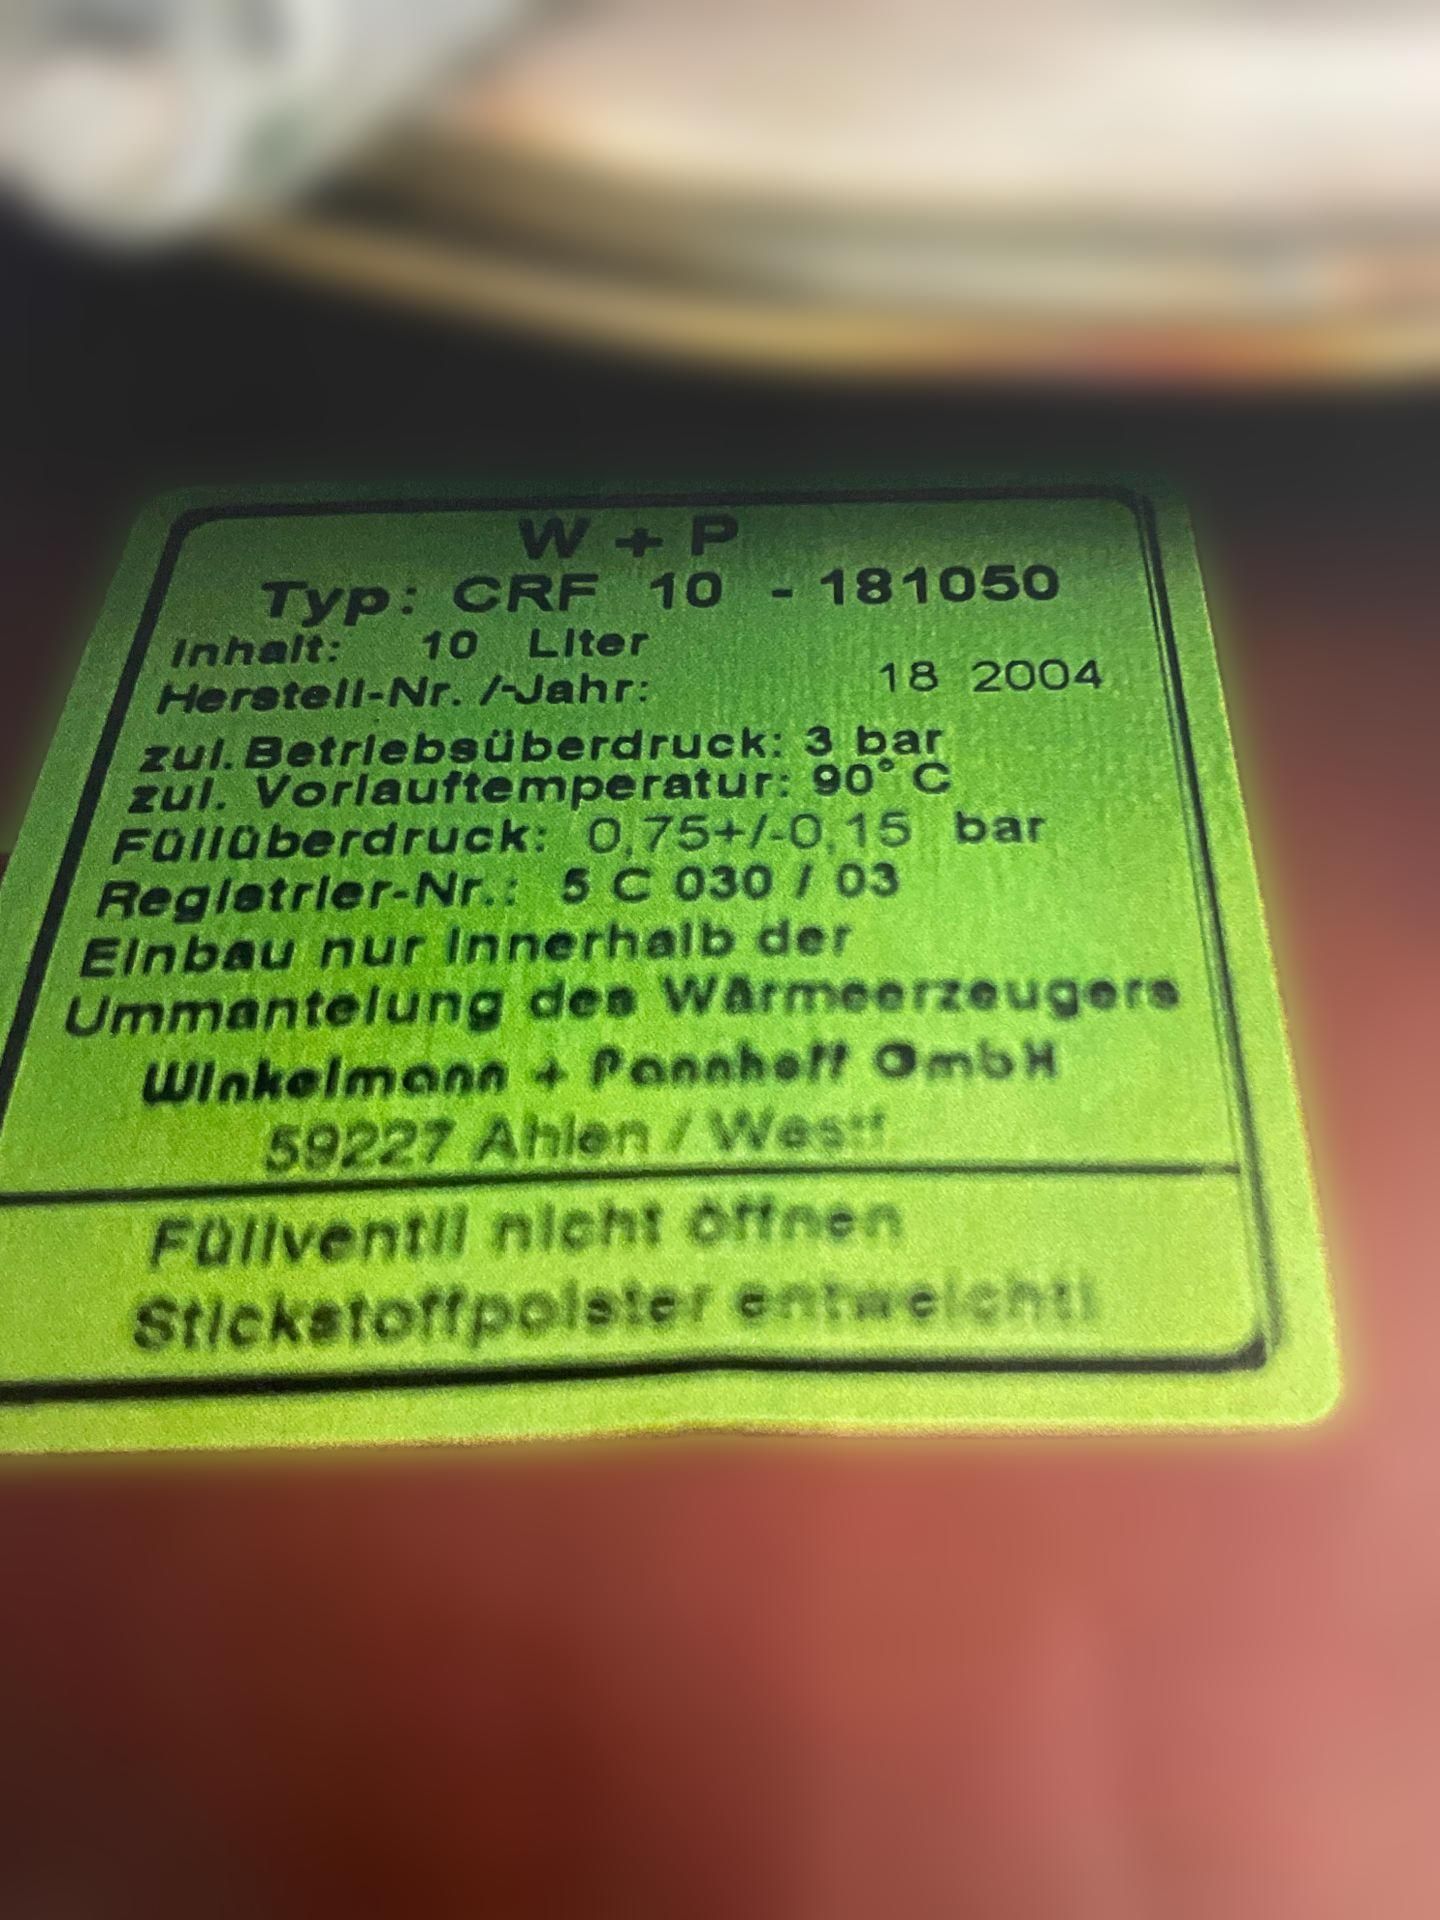 W + P
Typ: CRF 10 - 181050
Inhalt: 10 Liter
Herstell-Nr. /-Jahr: 18 2004
zul. Betriebsüberdruck: 3 bar
zul. Vorlauftemperatur: 90° C
Füllüberdruck: 0,75+/-0,15 bar
Registrier-Nr.: 5 C 030 / 03
Einbau nur innerhalb der
Ummantelung des Wärmeerzeugers
Winkelmann + Pannhoff GmbH
59227 Ahlen / Westf
Füllventil nicht öffnen
Stickstoffpolster entweicht!